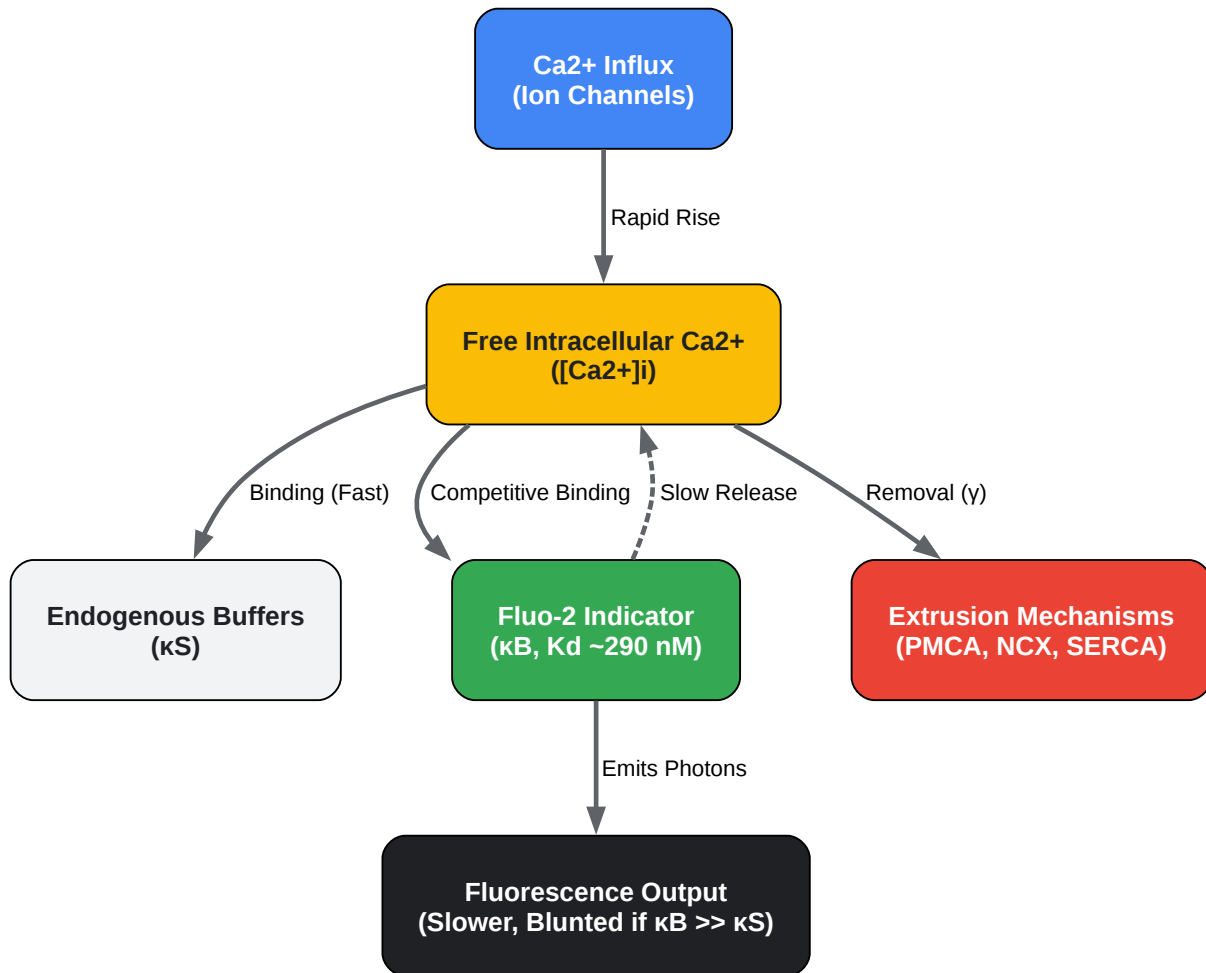 Ca2+ Influx
(Ion Channels)
Rapid Rise
Free Intracellular Ca2+
([Ca2+]i)
Binding (Fast)
Competitive Binding
Slow Release
Removal (γ)
Endogenous Buffers
(κS)
Fluo-2 Indicator
(κB, Kd ~290 nM)
Extrusion Mechanisms
(PMCA, NCX, SERCA)
Emits Photons
Fluorescence Output
(Slower, Blunted if κB >> κS)